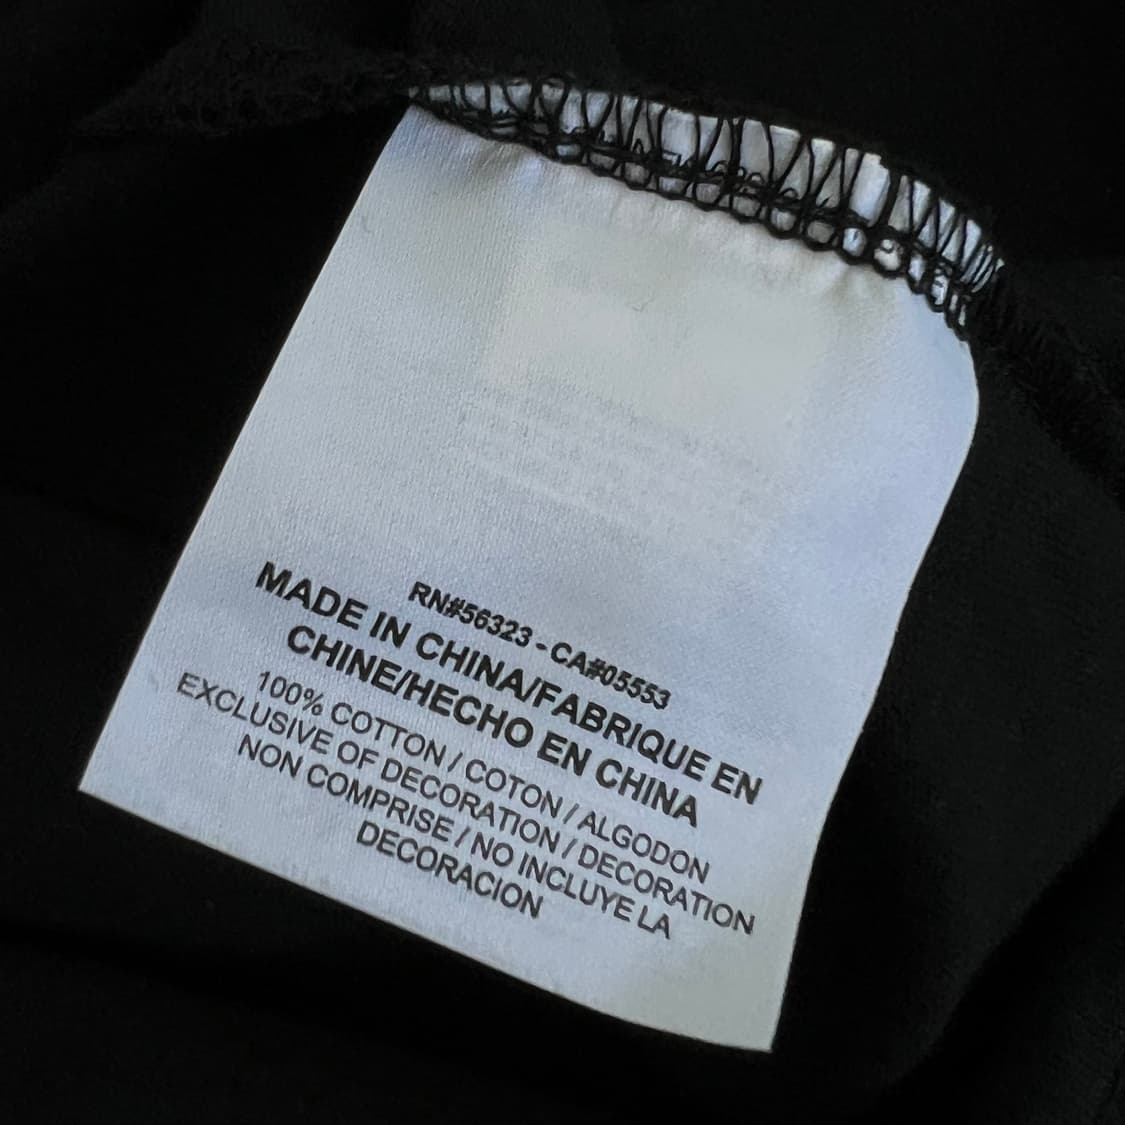 RN#56323 - CA#05553
MADE IN CHINA/FABRIQUE EN
CHINE/HECHO EN CHINA
100% COTTON / COTON / ALGODON
EXCLUSIVE OF DECORATION / DECORATION
NON COMPRISE / NO INCLUYE LA
DECORACION